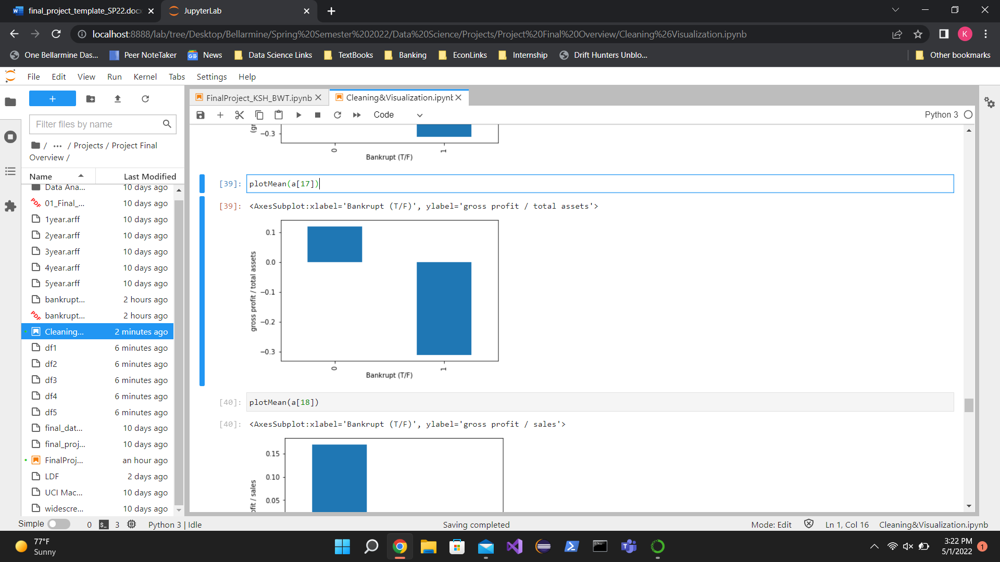 final_project_template_SP22.docx
JupyterLab
localhost:8888/lab/tree/Desktop/Bellarmine/Spring%20Semester%202022/Data%20Science/Projects/Project%20Final%20Overview/Cleaning%26Visualization.ipynb
K
One Bellarmine Das...
Peer NoteTaker
News
Data Science Links
TextBooks
Banking
EconLinks
Internship
Drift Hunters Unblo...
Other bookmarks
File Edit View Run Kernel Tabs Settings Help
Filter files by name
/ ... / Projects / Project Final
Overview /
Name Last Modified
Data Ana... 10 days ago
01_Final_... 10 days ago
1year.arff 10 days ago
2year.arff 10 days ago
3year.arff 10 days ago
4year.arff 10 days ago
5year.arff 10 days ago
bankrupt... 2 hours ago
bankrupt... 2 hours ago
Cleaning... 2 minutes ago
df1 6 minutes ago
df2 6 minutes ago
df3 6 minutes ago
df4 6 minutes ago
df5 6 minutes ago
final_dat... 10 days ago
final_proj... 10 days ago
FinalProj... an hour ago
LDF 2 days ago
UCI Mac... 10 days ago
widescre... 10 days ago
FinalProject_KSH_BWT.ipynb
Cleaning&Visualization.ipynb
Code
Python 3
(gr
−0.3
0
1
Bankrupt (T/F)
[39]: plotMean(a[17])
[39]: <AxesSubplot:xlabel='Bankrupt (T/F)', ylabel='gross profit / total assets'>
gross profit / total assets
0.1
0.0
−0.1
−0.2
−0.3
0
1
Bankrupt (T/F)
[40]: plotMean(a[18])
[40]: <AxesSubplot:xlabel='Bankrupt (T/F)', ylabel='gross profit / sales'>
0.15
0.10
0.05
ofit / sales
Simple
0
$_
3
Python 3 | Idle
Saving completed
Mode: Edit
Ln 1, Col 16
Cleaning&Visualization.ipynb
77°F
Sunny
3:22 PM
5/1/2022
1